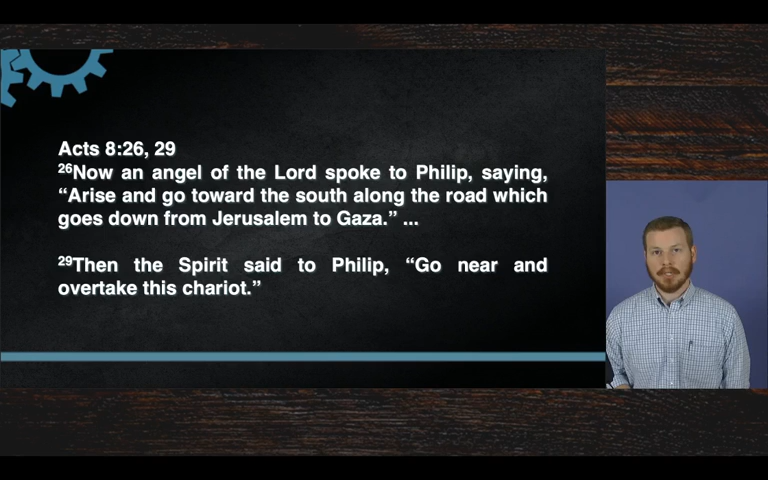 Acts 8:26, 29
26Now an angel of the Lord spoke to Philip, saying,
“Arise and go toward the south along the road which
goes down from Jerusalem to Gaza.” ...
29Then the Spirit said to Philip, “Go near and
overtake this chariot.”